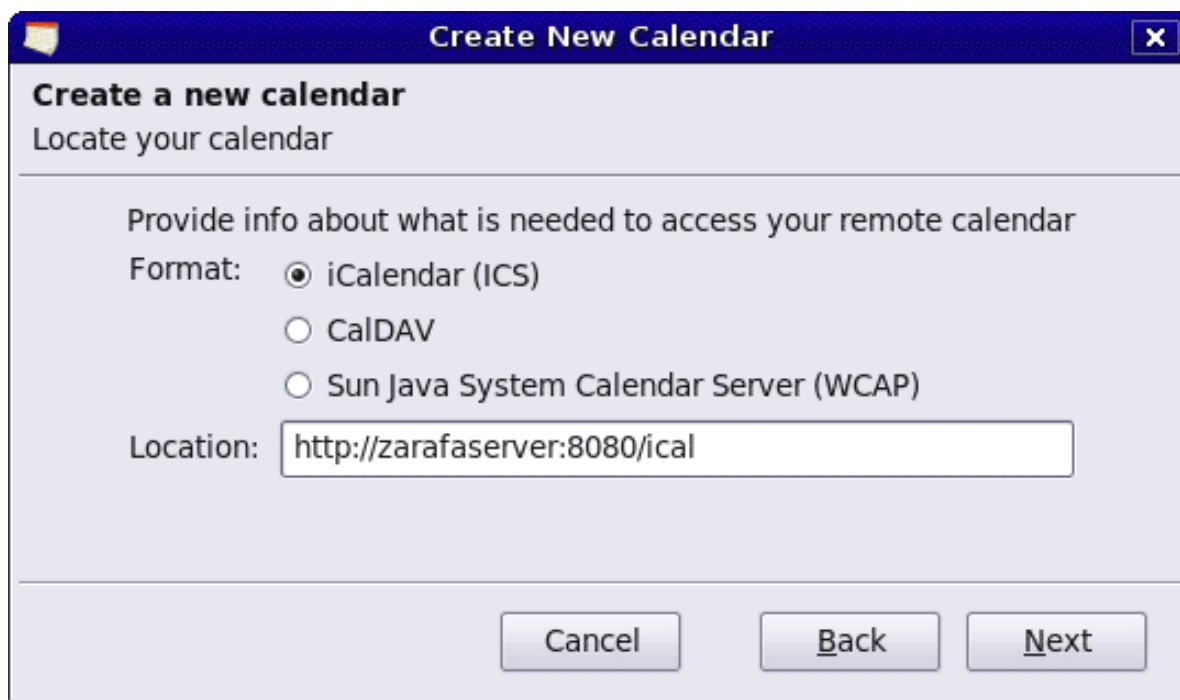 Create New Calendar
Create a new calendar
Locate your calendar
Provide info about what is needed to access your remote calendar
Format: iCalendar (ICS)
CalDAV
Sun Java System Calendar Server (WCAP)
Location: http://zarafaserver:8080/ical
Cancel Back Next